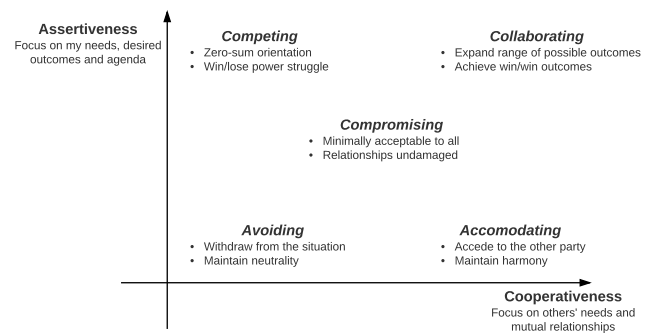 Assertiveness
Focus on my needs, desired
outcomes and agenda
Competing
• Zero-sum orientation
• Win/lose power struggle
Collaborating
• Expand range of possible outcomes
• Achieve win/win outcomes
Compromising
• Minimally acceptable to all
• Relationships undamaged
Avoiding
• Withdraw from the situation
• Maintain neutrality
Accomodating
• Accede to the other party
• Maintain harmony
Cooperativeness
Focus on others' needs and
mutual relationships